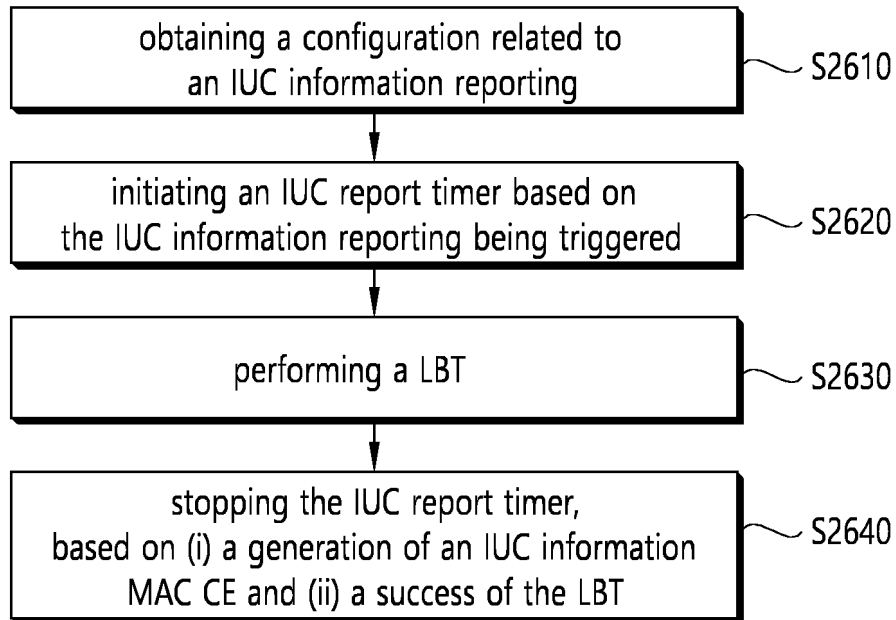 obtaining a configuration related to
an IUC information reporting
S2610
initiating an IUC report timer based on
the IUC information reporting being triggered
S2620
performing a LBT
S2630
stopping the IUC report timer,
based on (i) a generation of an IUC information
MAC CE and (ii) a success of the LBT
S2640